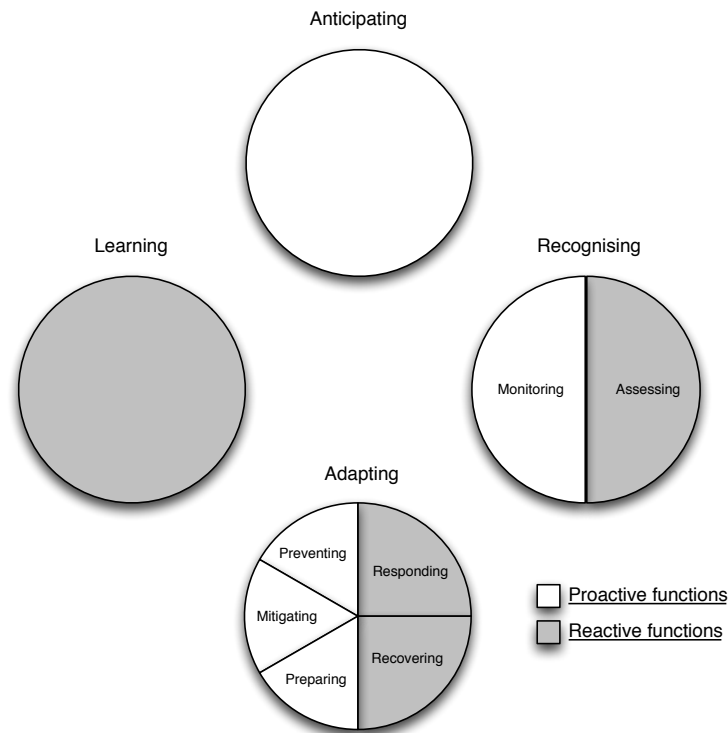 Anticipating
Learning
Recognising
Monitoring
Assessing
Adapting
Preventing
Responding
Mitigating
Recovering
Preparing
Proactive functions
Reactive functions